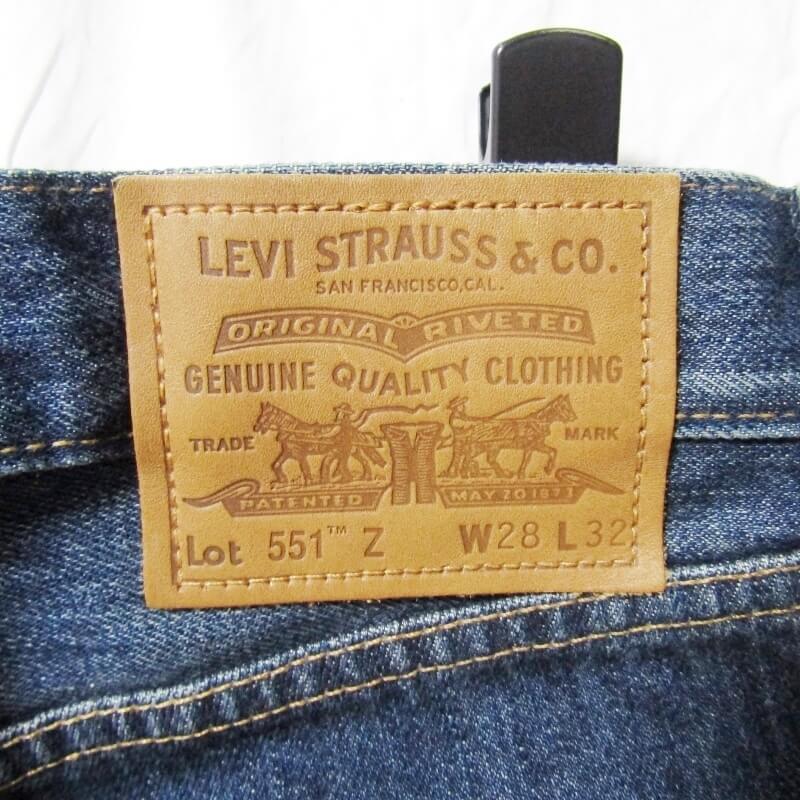 LEVI STRAUSS & CO.
SAN FRANCISCO, CAL.
ORIGINAL RIVETED
GENUINE QUALITY CLOTHING
TRADE MARK
PATENTED MAY 20 1873
Lot 551™ Z W28 L32